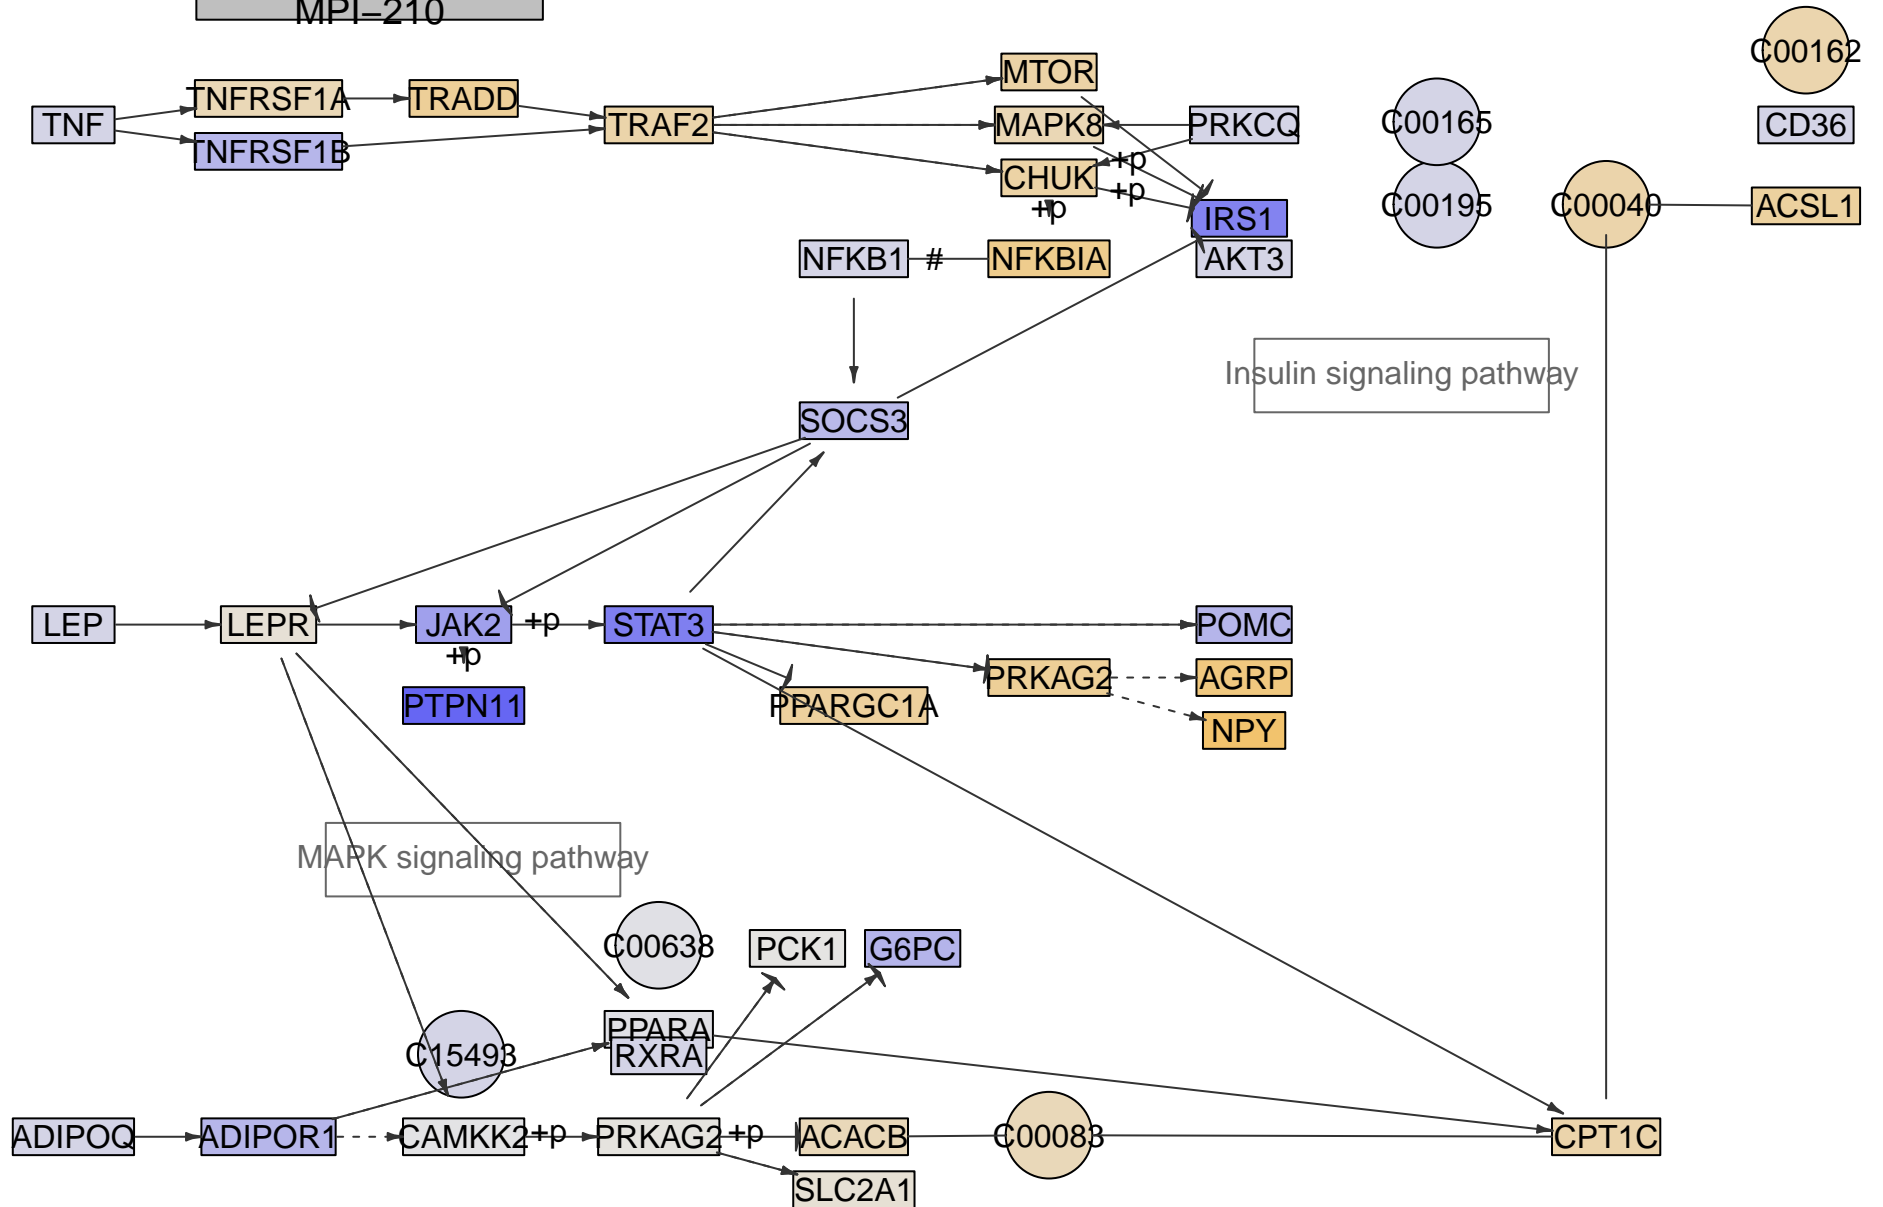 MPI−210
C00162
TNF
TNFRSF1A
TNFRSF1B
TRADD
TRAF2
MTOR
MAPK8
CHUK
PRKCQ
+p
+p
+p
C00165
C00195
CD36
C00040
ACSL1
IRS1
AKT3
NFKB1
#
NFKBIA
Insulin signaling pathway
SOCS3
LEP
LEPR
JAK2
+p
STAT3
POMC
+p
PTPN11
PPARGC1A
PRKAG2
AGRP
NPY
MAPK signaling pathway
C00638
PCK1
G6PC
C15493
PPARA
RXRA
ADIPOQ
ADIPOR1
CAMKK2
+p
PRKAG2
+p
ACACB
C00083
CPT1C
SLC2A1